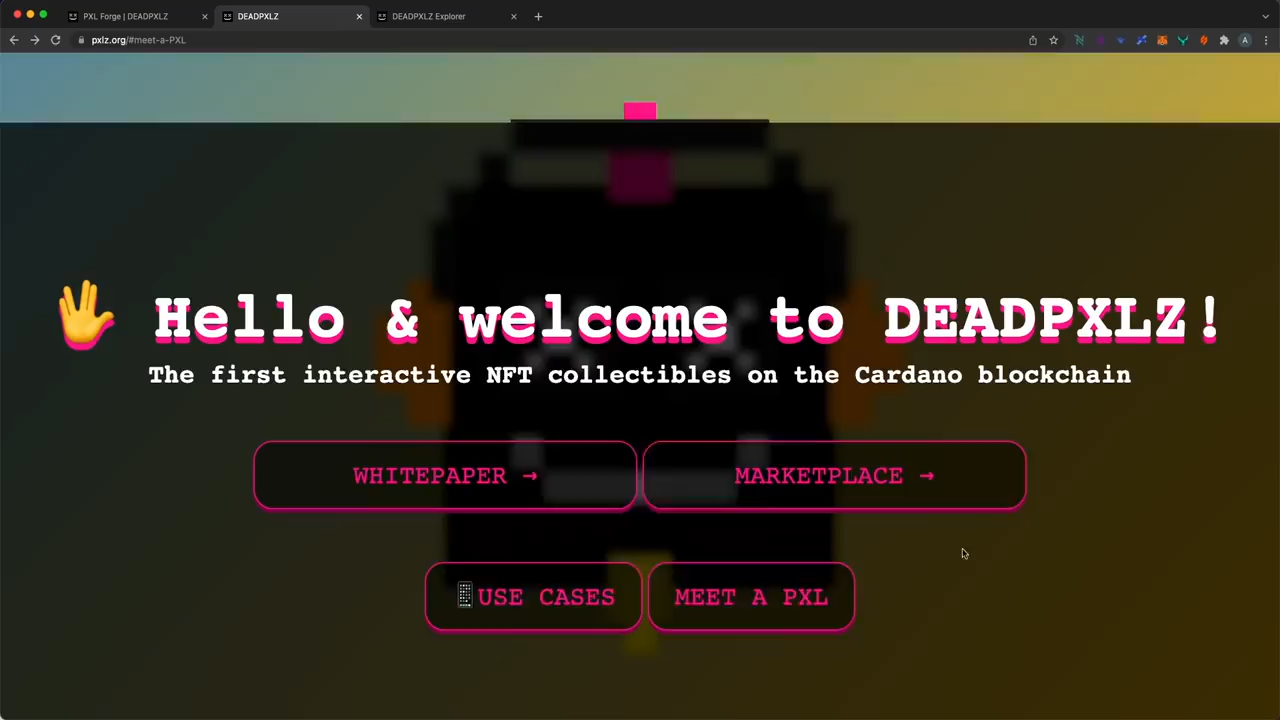 PXL Forge | DEADPXLZ
DEADPXLZ
DEADPXLZ Explorer
pxlz.org/#meet-a-PXL
A
🖖 Hello & welcome to DEADPXLZ!
The first interactive NFT collectibles on the Cardano blockchain
WHITEPAPER →
MARKETPLACE →
USE CASES
MEET A PXL